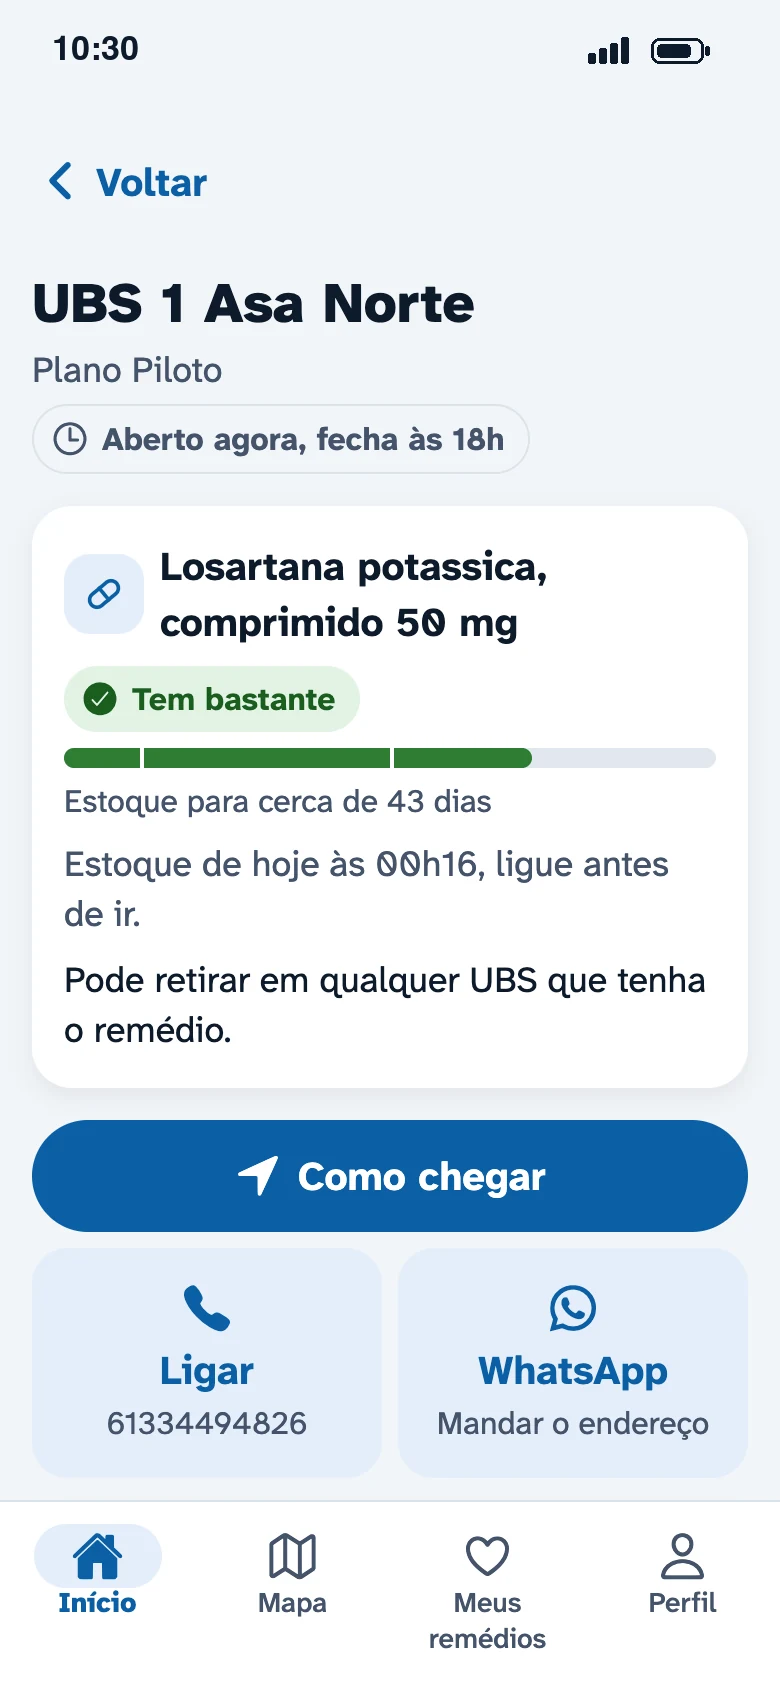 10:30
Voltar
UBS 1 Asa Norte
Plano Piloto
Aberto agora, fecha às 18h
Losartana potassica,
comprimido 50 mg
Tem bastante
Estoque para cerca de 43 dias
Estoque de hoje às 00h16, ligue antes
de ir.
Pode retirar em qualquer UBS que tenha
o remédio.
Como chegar
Ligar
61334494826
WhatsApp
Mandar o endereço
Início
Mapa
Meus
remédios
Perfil